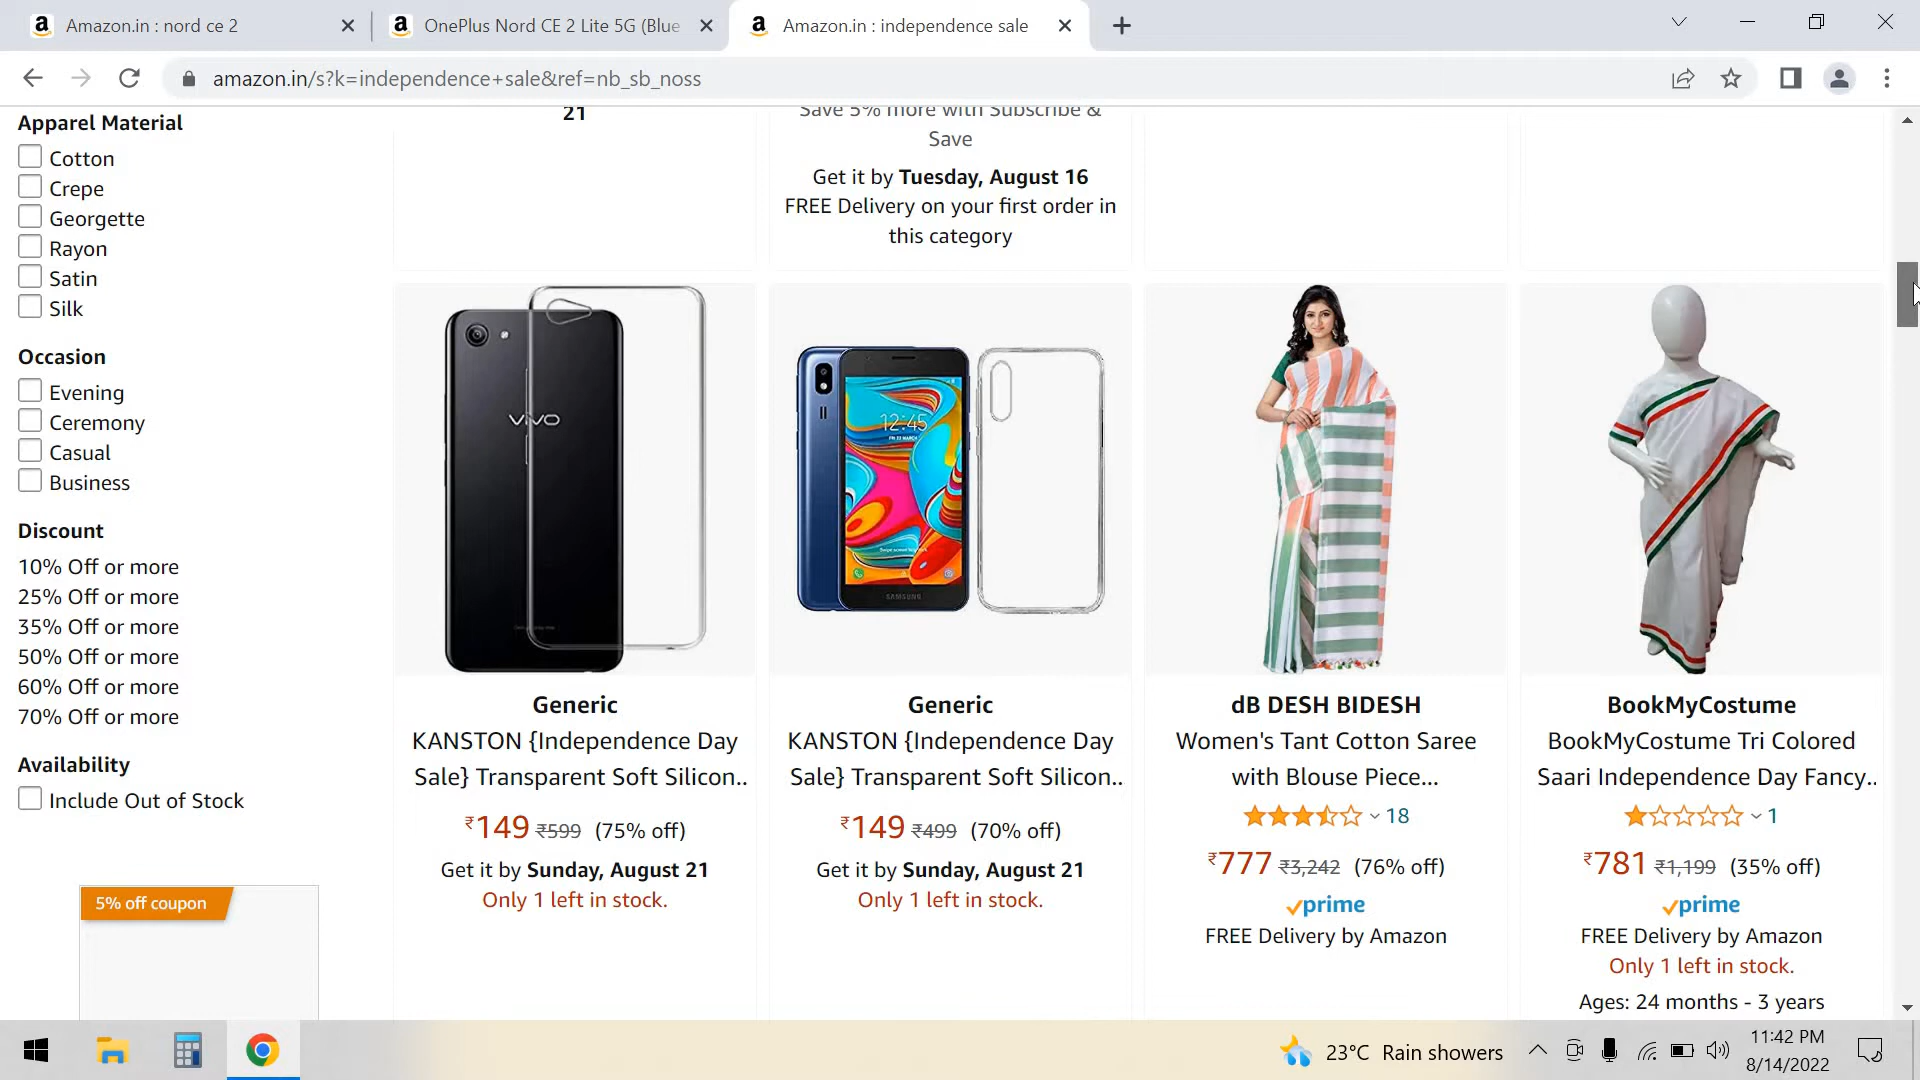 Amazon.in : nord ce 2
OnePlus Nord CE 2 Lite 5G (Blue
Amazon.in : independence sale
amazon.in/s?k=independence+sale&ref=nb_sb_noss
Apparel Material
Cotton
Crepe
Georgette
Rayon
Satin
Silk
Occasion
Evening
Ceremony
Casual
Business
Discount
10% Off or more
25% Off or more
35% Off or more
50% Off or more
60% Off or more
70% Off or more
Availability
Include Out of Stock
5% off coupon
21
Save 5% more with Subscribe &
Save
Get it by Tuesday, August 16
FREE Delivery on your first order in
this category
vivo
Generic
KANSTON {Independence Day
Sale} Transparent Soft Silicon..
₹149 ₹599 (75% off)
Get it by Sunday, August 21
Only 1 left in stock.
12:45
SAMSUNG
Generic
KANSTON {Independence Day
Sale} Transparent Soft Silicon..
₹149 ₹499 (70% off)
Get it by Sunday, August 21
Only 1 left in stock.
dB DESH BIDESH
Women's Tant Cotton Saree
with Blouse Piece...
18
₹777 ₹3,242 (76% off)
prime
FREE Delivery by Amazon
BookMyCostume
BookMyCostume Tri Colored
Saari Independence Day Fancy..
1
₹781 ₹1,199 (35% off)
prime
FREE Delivery by Amazon
Only 1 left in stock.
Ages: 24 months - 3 years
23°C Rain showers
11:42 PM
8/14/2022